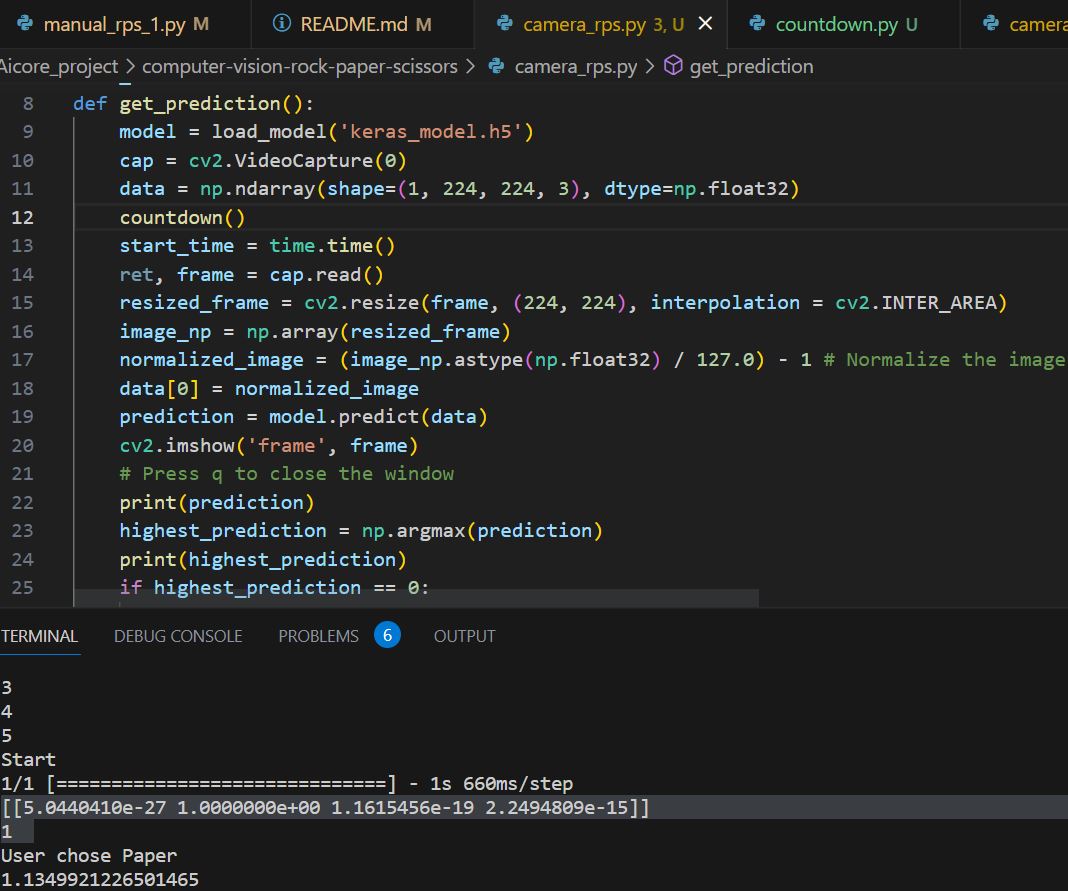 manual_rps_1.py M README.md M camera_rps.py 3, U countdown.py U camera
Aicore_project > computer-vision-rock-paper-scissors > camera_rps.py > get_prediction
8 def get_prediction():
9 model = load_model('keras_model.h5')
10 cap = cv2.VideoCapture(0)
11 data = np.ndarray(shape=(1, 224, 224, 3), dtype=np.float32)
12 countdown()
13 start_time = time.time()
14 ret, frame = cap.read()
15 resized_frame = cv2.resize(frame, (224, 224), interpolation = cv2.INTER_AREA)
16 image_np = np.array(resized_frame)
17 normalized_image = (image_np.astype(np.float32) / 127.0) - 1 # Normalize the image
18 data[0] = normalized_image
19 prediction = model.predict(data)
20 cv2.imshow('frame', frame)
21 # Press q to close the window
22 print(prediction)
23 highest_prediction = np.argmax(prediction)
24 print(highest_prediction)
25 if highest_prediction == 0:
TERMINAL DEBUG CONSOLE PROBLEMS 6 OUTPUT
3
4
5
Start
1/1 [==============================] - 1s 660ms/step
[[5.0440410e-27 1.0000000e+00 1.1615456e-19 2.2494809e-15]]
1
User chose Paper
1.1349921226501465